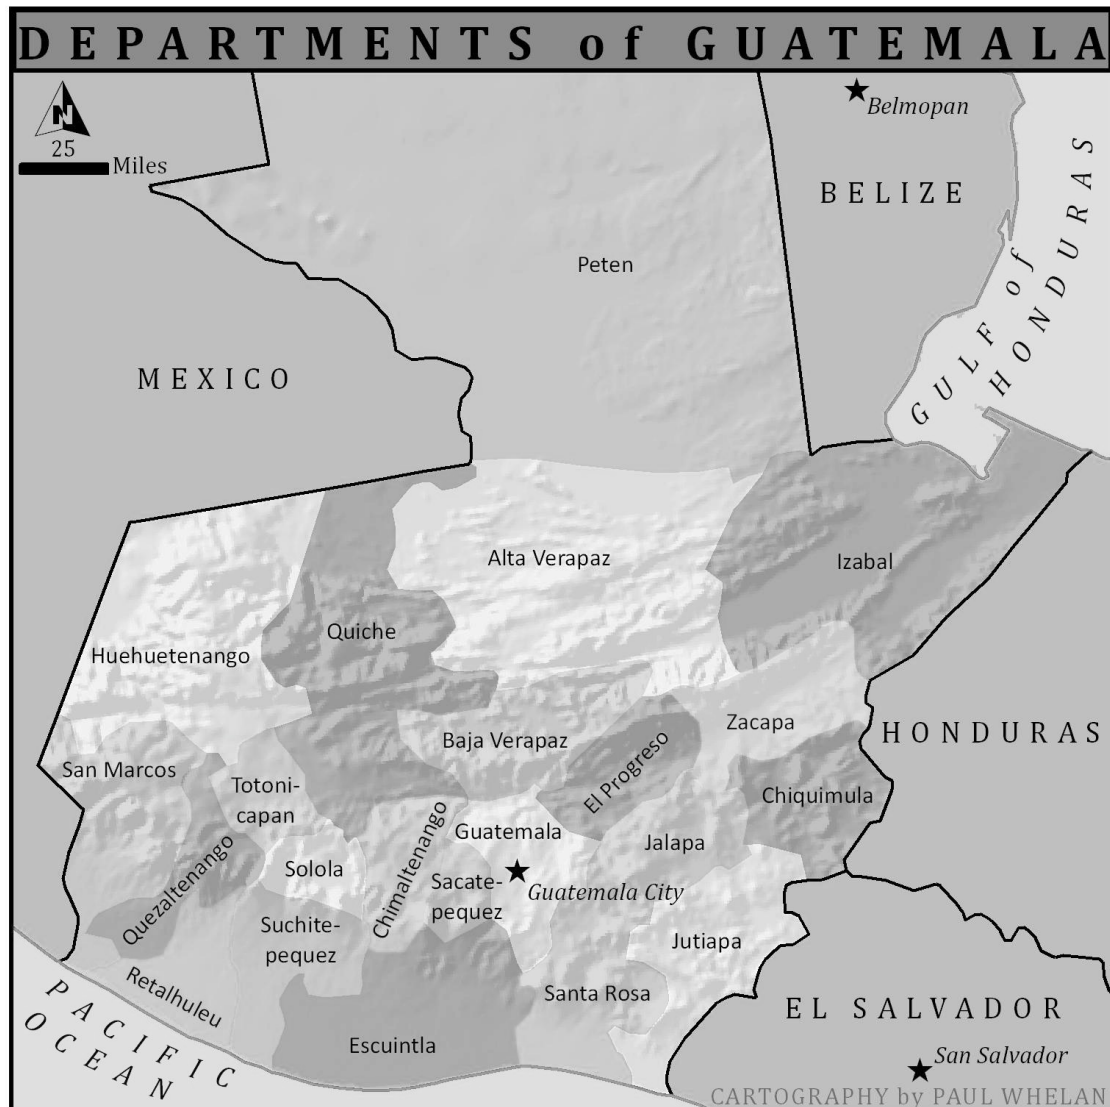 DEPARTMENTS of GUATEMALA
N
25
Miles
Belmopan
BELIZE
GULF of
HONDURAS
Peten
MEXICO
Alta Verapaz
Izabal
Quiche
Huehuetenango
Zacapa
HONDURAS
Baja Verapaz
San Marcos
El Progreso
Totoni-
capan
Chiquimula
Guatemala
Jalapa
Solola
Chimaltenango
Quezaltenango
Sacate-
pequez
Guatemala City
Suchite-
pequez
Jutiapa
Retalhuleu
Santa Rosa
EL SALVADOR
PACIFIC
OCEAN
Escuintla
San Salvador
CARTOGRAPHY by PAUL WHELAN